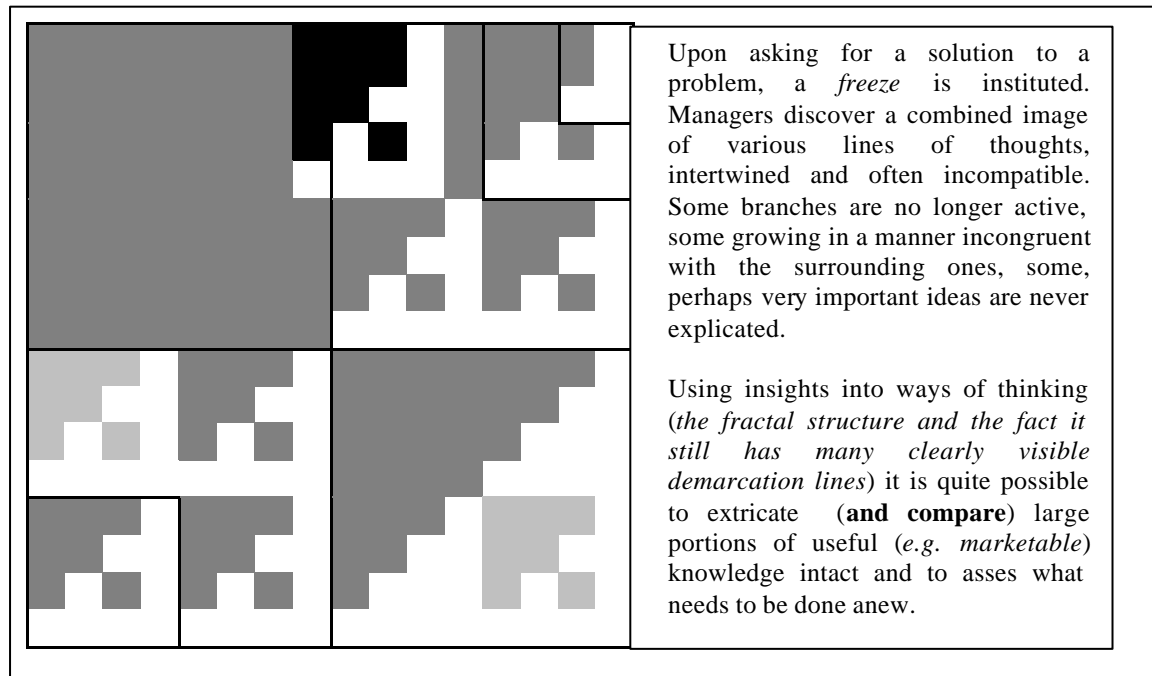 Upon asking for a solution to a
problem, a freeze is instituted.
Managers discover a combined image
of various lines of thoughts,
intertwined and often incompatible.
Some branches are no longer active,
some growing in a manner incongruent
with the surrounding ones, some,
perhaps very important ideas are never
explicated.
Using insights into ways of thinking
(the fractal structure and the fact it
still has many clearly visible
demarcation lines) it is quite possible
to extricate (and compare) large
portions of useful (e.g. marketable)
knowledge intact and to asses what
needs to be done anew.